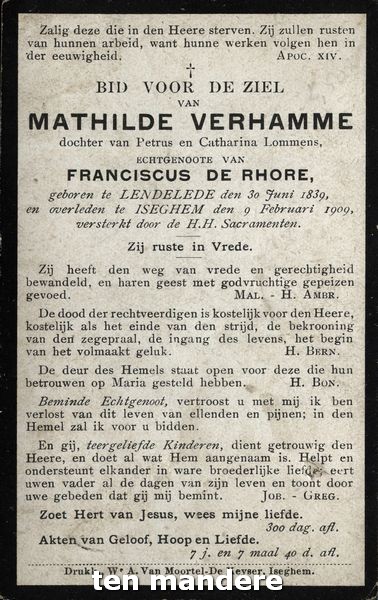 Zalig deze die in den Heere sterven. Zij zullen rusten
van hunnen arbeid, want hunne werken volgen hen in
der eeuwigheid. APOC. XIV.
†
BID VOOR DE ZIEL
VAN
MATHILDE VERHAMME
dochter van Petrus en Catharina Lommens,
ECHTGENOOTE VAN
FRANCISCUS DE RHORE,
geboren te LENDELEDE den 30 Juni 1839,
en overleden te ISEGHEM den 9 Februari 1909,
versterkt door de H.H. Sacramenten.
Zij ruste in Vrede.
Zij heeft den weg van vrede en gerechtigheid
bewandeld, en haren geest met godvruchtige gepeizen
gevoed. MAL. - H. AMBR.
De dood der rechtveerdigen is kostelijk voor den Heere,
kostelijk als het einde van den strijd, de bekrooning
van den zegepraal, de ingang des levens, het begin
van het volmaakt geluk. H. BERN.
De deur des Hemels staat open voor deze die hun
betrouwen op Maria gesteld hebben. H. BON.
Beminde Echtgenoot, vertroost u met mij ik ben
verlost van dit leven van ellenden en pijnen; in den
Hemel zal ik voor u bidden.
En gij, teergeliefde Kinderen, dient getrouwig den
Heere, en doet al wat Hem aangenaam is. Helpt en
ondersteunt elkander in ware broederlijke liefde; eert
uwen vader al de dagen van zijn leven en toont door
uwe gebeden dat gij mij bemint. JOB. - GREG.
Zoet Hert van Jesus, wees mijne liefde.
300 dag. afl.
Akten van Geloof, Hoop en Liefde.
7 j. en 7 maal 40 d. afl.
Drukk. We A. Van Moortel-De Jeyser, Iseghem.
ten mandere